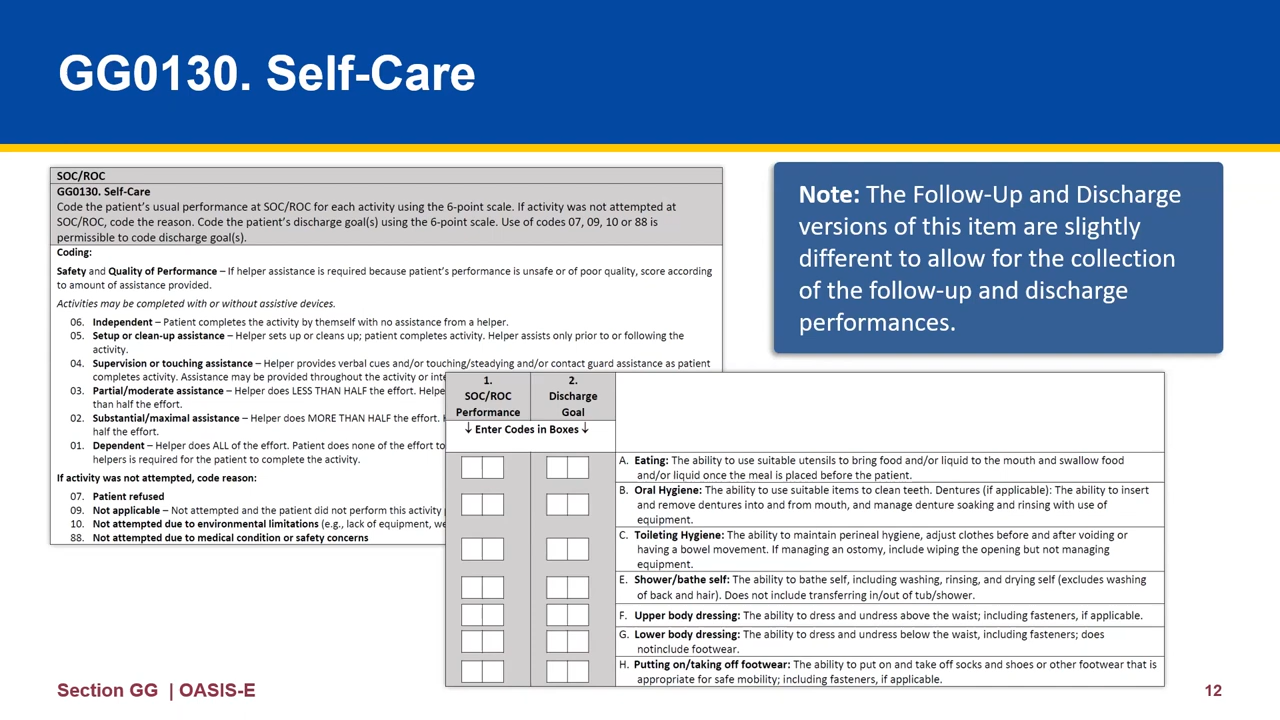 GG0130. Self-Care
SOC/ROC
GG0130. Self-Care
Code the patient's usual performance at SOC/ROC for each activity using the 6-point scale. If activity was not attempted at
SOC/ROC, code the reason. Code the patient's discharge goal(s) using the 6-point scale. Use of codes 07, 09, 10 or 88 is
permissible to code discharge goal(s).
Coding:
Safety and Quality of Performance – If helper assistance is required because patient's performance is unsafe or of poor quality, score according
to amount of assistance provided.
Activities may be completed with or without assistive devices.
06. Independent – Patient completes the activity by themself with no assistance from a helper.
05. Setup or clean-up assistance – Helper sets up or cleans up; patient completes activity. Helper assists only prior to or following the
activity.
04. Supervision or touching assistance – Helper provides verbal cues and/or touching/steadying and/or contact guard assistance as patient
completes activity. Assistance may be provided throughout the activity or
03. Partial/moderate assistance – Helper does LESS THAN HALF the effort.
than half the effort.
02. Substantial/maximal assistance – Helper does MORE THAN HALF the effort.
half the effort.
01. Dependent – Helper does ALL of the effort. Patient does none of the effort to
helpers is required for the patient to complete the activity.
If activity was not attempted, code reason:
07. Patient refused
09. Not applicable – Not attempted and the patient did not perform this activity
10. Not attempted due to environmental limitations (e.g., lack of equipment,
88. Not attempted due to medical condition or safety concerns
Note: The Follow-Up and Discharge
versions of this item are slightly
different to allow for the collection
of the follow-up and discharge
performances.
1.
SOC/ROC
Performance
2.
Discharge
Goal
↓ Enter Codes in Boxes ↓
A. Eating: The ability to use suitable utensils to bring food and/or liquid to the mouth and swallow food
and/or liquid once the meal is placed before the patient.
B. Oral Hygiene: The ability to use suitable items to clean teeth. Dentures (if applicable): The ability to insert
and remove dentures into and from mouth, and manage denture soaking and rinsing with use of
equipment.
C. Toileting Hygiene: The ability to maintain perineal hygiene, adjust clothes before and after voiding or
having a bowel movement. If managing an ostomy, include wiping the opening but not managing
equipment.
E. Shower/bathe self: The ability to bathe self, including washing, rinsing, and drying self (excludes washing
of back and hair). Does not include transferring in/out of tub/shower.
F. Upper body dressing: The ability to dress and undress above the waist; including fasteners, if applicable.
G. Lower body dressing: The ability to dress and undress below the waist, including fasteners; does
notinclude footwear.
H. Putting on/taking off footwear: The ability to put on and take off socks and shoes or other footwear that is
appropriate for safe mobility; including fasteners, if applicable.
Section GG | OASIS-E
12